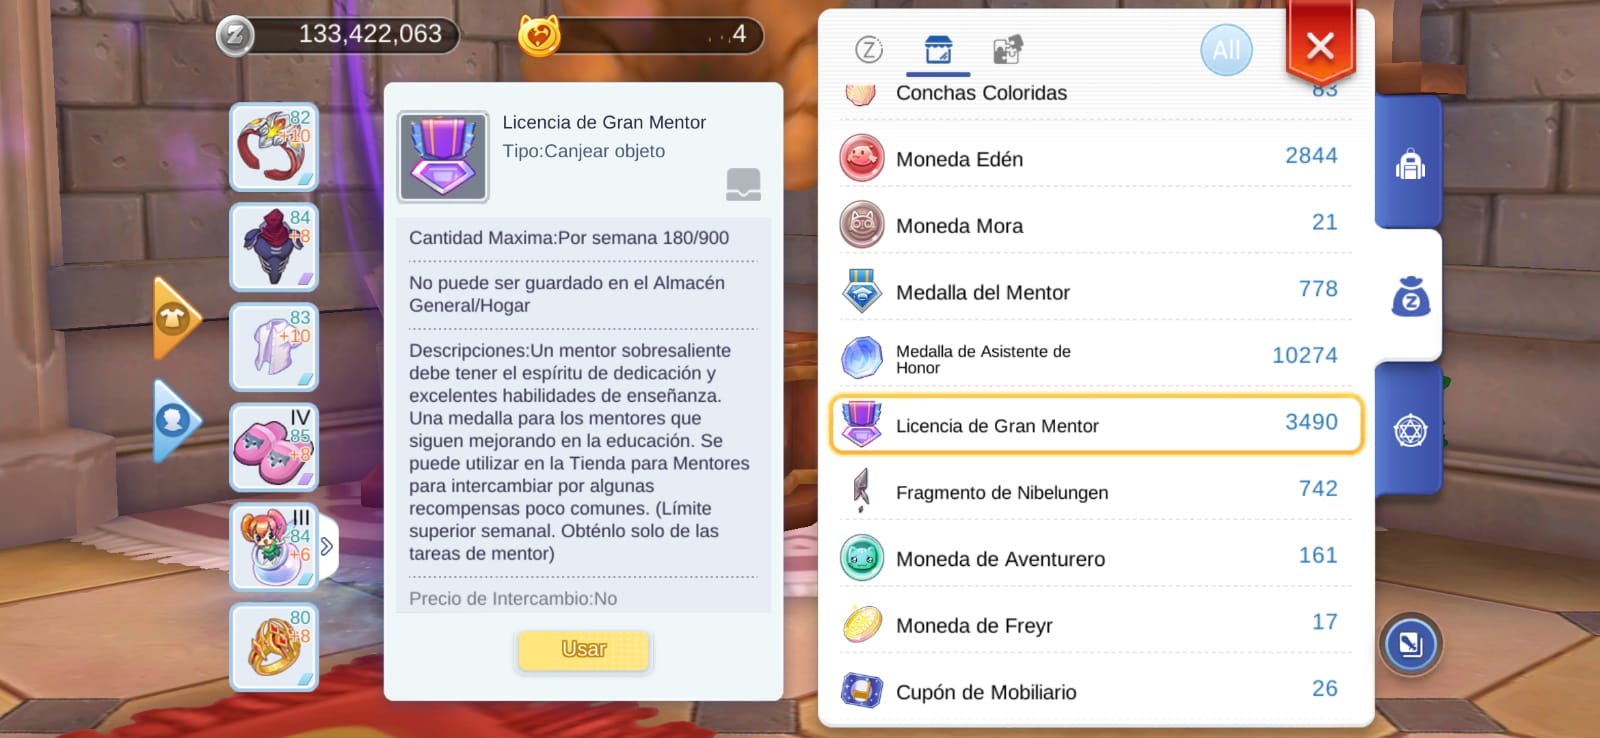 133,422,063
4
All
82
+10
84
+8
83
+10
IV
85
+8
III
84
+6
80
+8
Licencia de Gran Mentor
Tipo:Canjear objeto
Cantidad Maxima:Por semana 180/900
No puede ser guardado en el Almacén
General/Hogar
Descripciones:Un mentor sobresaliente
debe tener el espíritu de dedicación y
excelentes habilidades de enseñanza.
Una medalla para los mentores que
siguen mejorando en la educación. Se
puede utilizar en la Tienda para Mentores
para intercambiar por algunas
recompensas poco comunes. (Límite
superior semanal. Obténlo solo de las
tareas de mentor)
Precio de Intercambio:No
Usar
Conchas Coloridas 83
Moneda Edén 2844
Moneda Mora 21
Medalla del Mentor 778
Medalla de Asistente de
Honor 10274
Licencia de Gran Mentor 3490
Fragmento de Nibelungen 742
Moneda de Aventurero 161
Moneda de Freyr 17
Cupón de Mobiliario 26